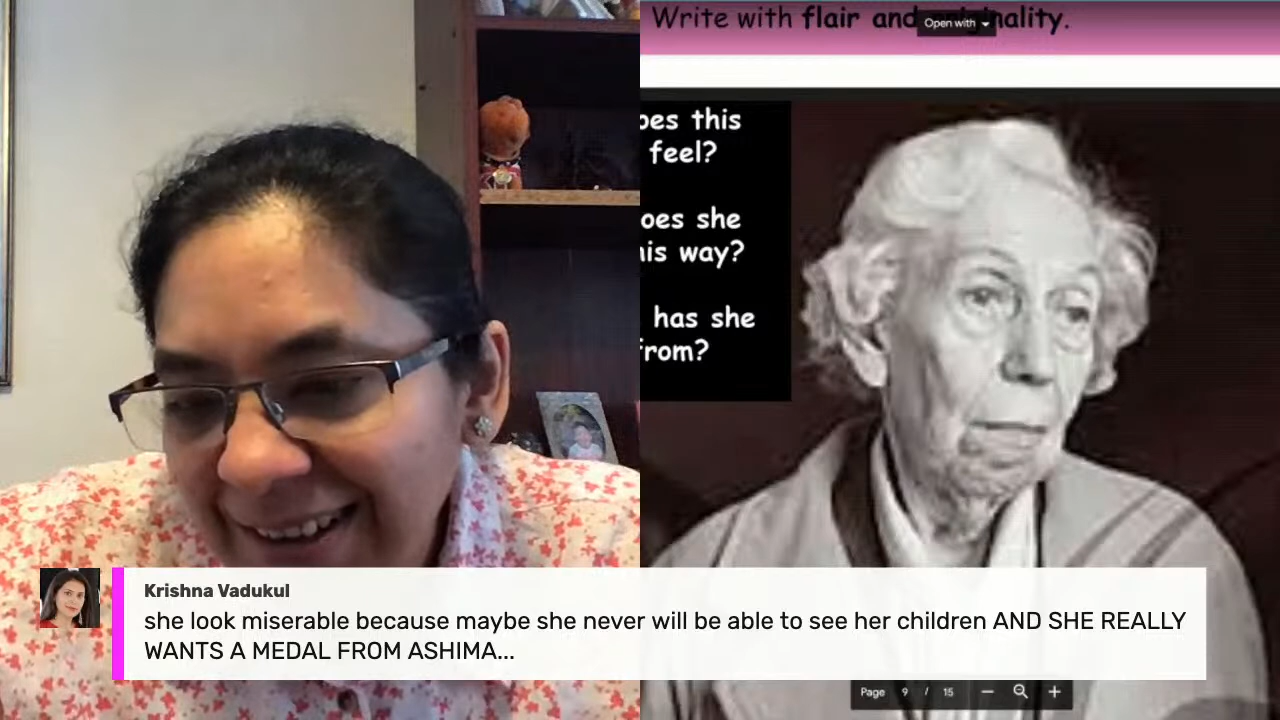 Write with flair and originality.
Open with
oes this
feel?
oes she
is way?
has she
from?
Krishna Vadukul
she look miserable because maybe she never will be able to see her children AND SHE REALLY
WANTS A MEDAL FROM ASHIMA...
Page 9 / 15